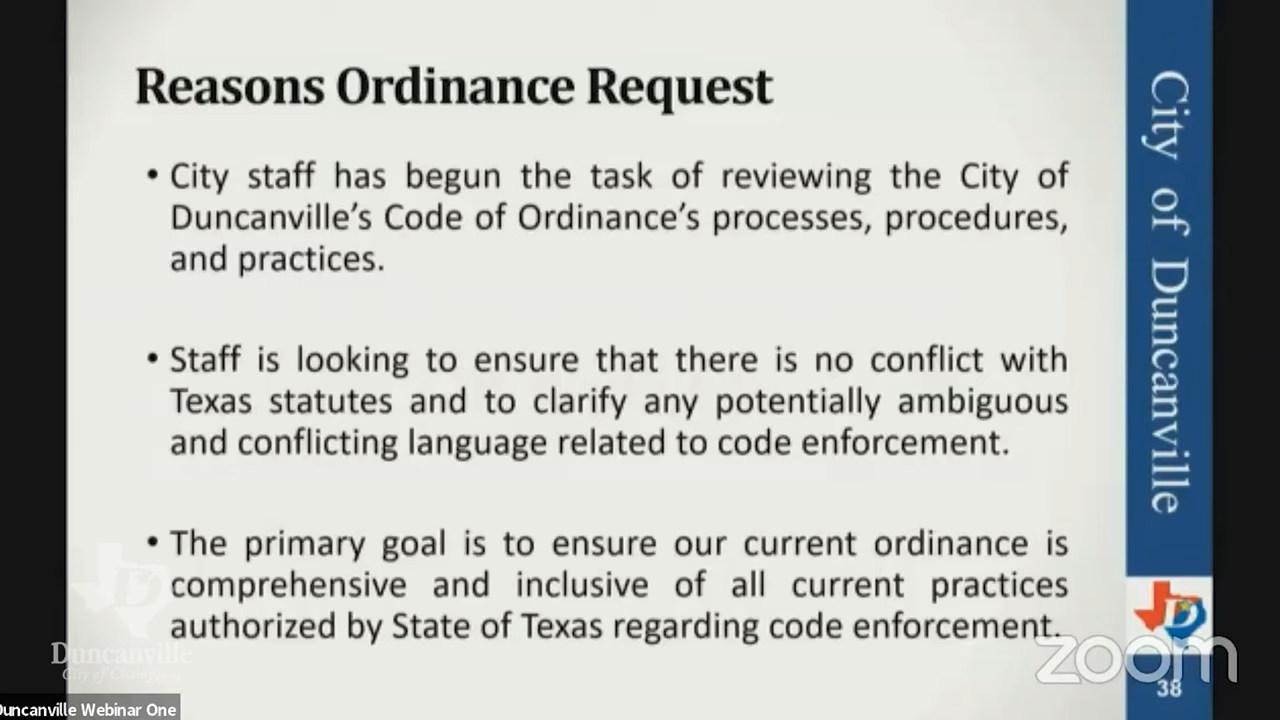 Reasons Ordinance Request
• City staff has begun the task of reviewing the City of
Duncanville's Code of Ordinance's processes, procedures,
and practices.
• Staff is looking to ensure that there is no conflict with
Texas statutes and to clarify any potentially ambiguous
and conflicting language related to code enforcement.
• The primary goal is to ensure our current ordinance is
comprehensive and inclusive of all current practices
authorized by State of Texas regarding code enforcement.
City of Duncanville
D
38
zoom
D
Duncanville
City of Champions
Duncanville Webinar One